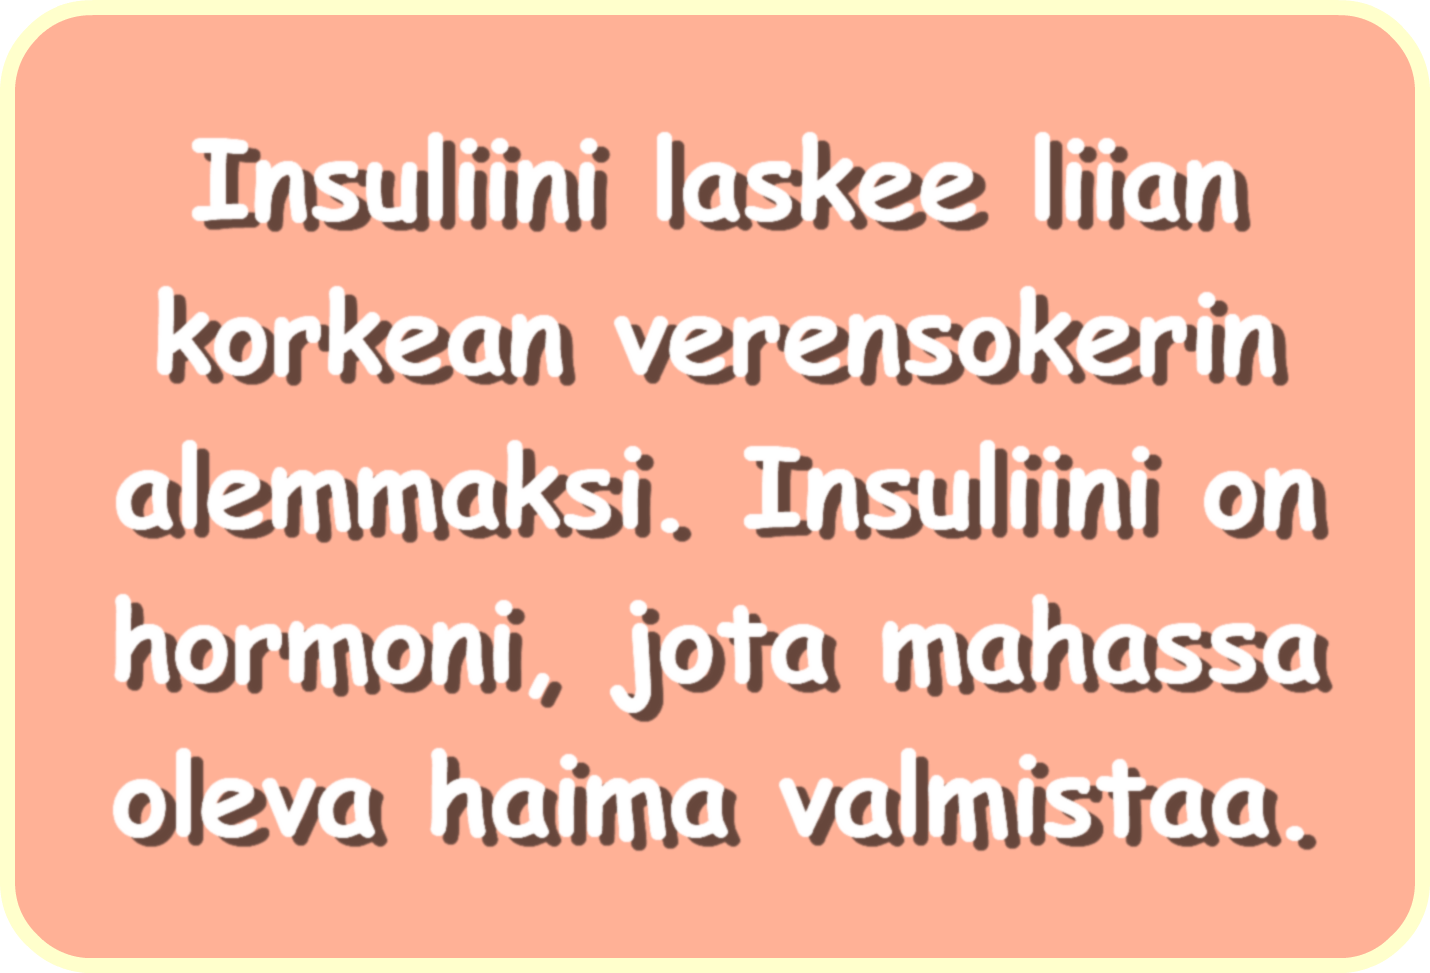 Insuliini laskee liian
korkean verensokerin
alemmaksi. Insuliini on
hormoni, jota mahassa
oleva haima valmistaa.